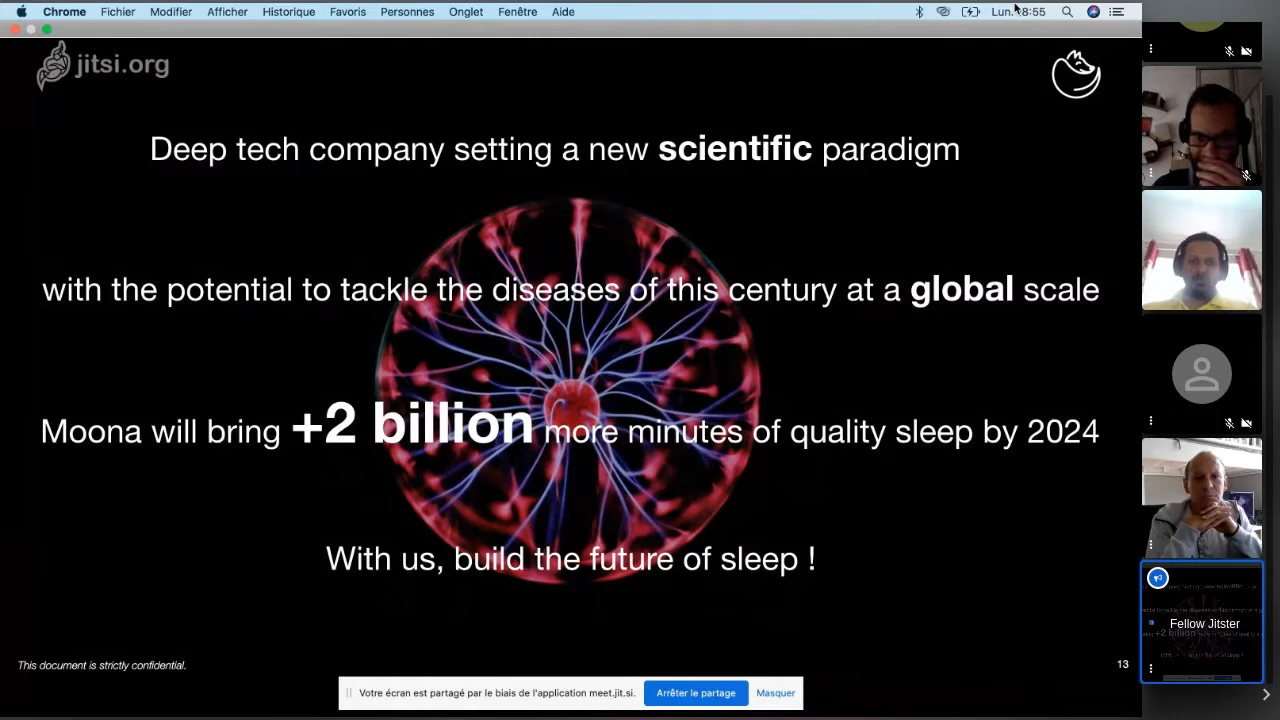 Chrome Fichier Modifier Afficher Historique Favoris Personnes Onglet Fenêtre Aide
jitsi.org
Deep tech company setting a new scientific paradigm
with the potential to tackle the diseases of this century at a global scale
Moona will bring +2 billion more minutes of quality sleep by 2024
With us, build the future of sleep !
This document is strictly confidential.
13
Votre écran est partagé par le biais de l'application meet.jit.si. Arrêter le partage Masquer
Fellow Jitster